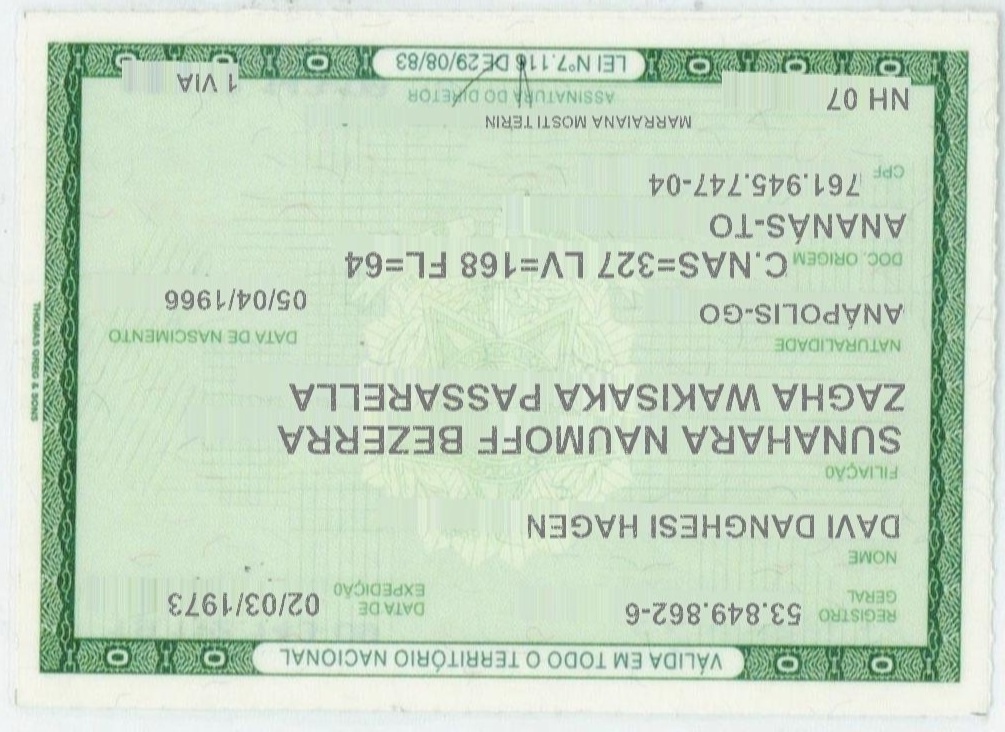 VÁLIDA EM TODO O TERRITÓRIO NACIONAL
REGISTRO GERAL 53.849.862-6 DATA DE EXPEDIÇÃO 02/03/1973
NOME
DAVI DANGHESI HAGEN
FILIAÇÃO
SUNAHARA NAUMOFF BEZERRA
ZAGHA WAKISAKA PASSARELLA
NATURALIDADE DATA DE NASCIMENTO
ANÁPOLIS-GO 05/04/1966
DOC. ORIGEM C.NAS=327 LV=168 FL=64
ANANÁS-TO
CPF 761.945.747-04
MARRAIANA MOSTI TERIN
ASSINATURA DO DIRETOR
NH 07 1 VIA
LEI Nº7.116 DE 29/08/83
THOMAS GREG & SONS